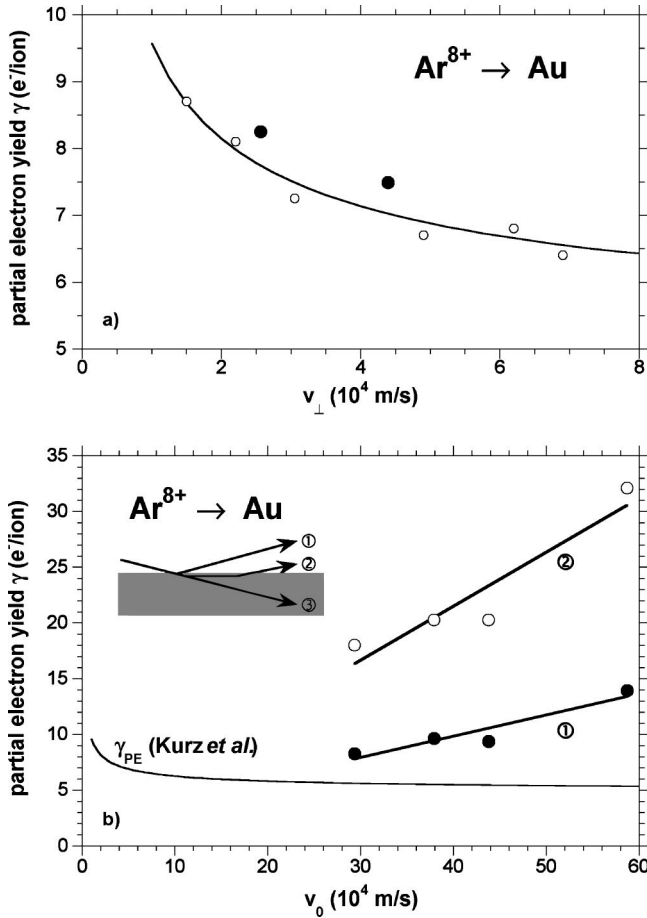 partial electron yield γ (e⁻/ion)
10
9
8
7
6
5
Ar⁸⁺ → Au
a)
0 2 4 6 8
v⊥ (10⁴ m/s)
partial electron yield γ (e⁻/ion)
35
30
25
20
15
10
5
0
Ar⁸⁺ → Au
①
②
③
②
①
γPE (Kurz et al.)
b)
0 10 20 30 40 50 60
v₀ (10⁴ m/s)